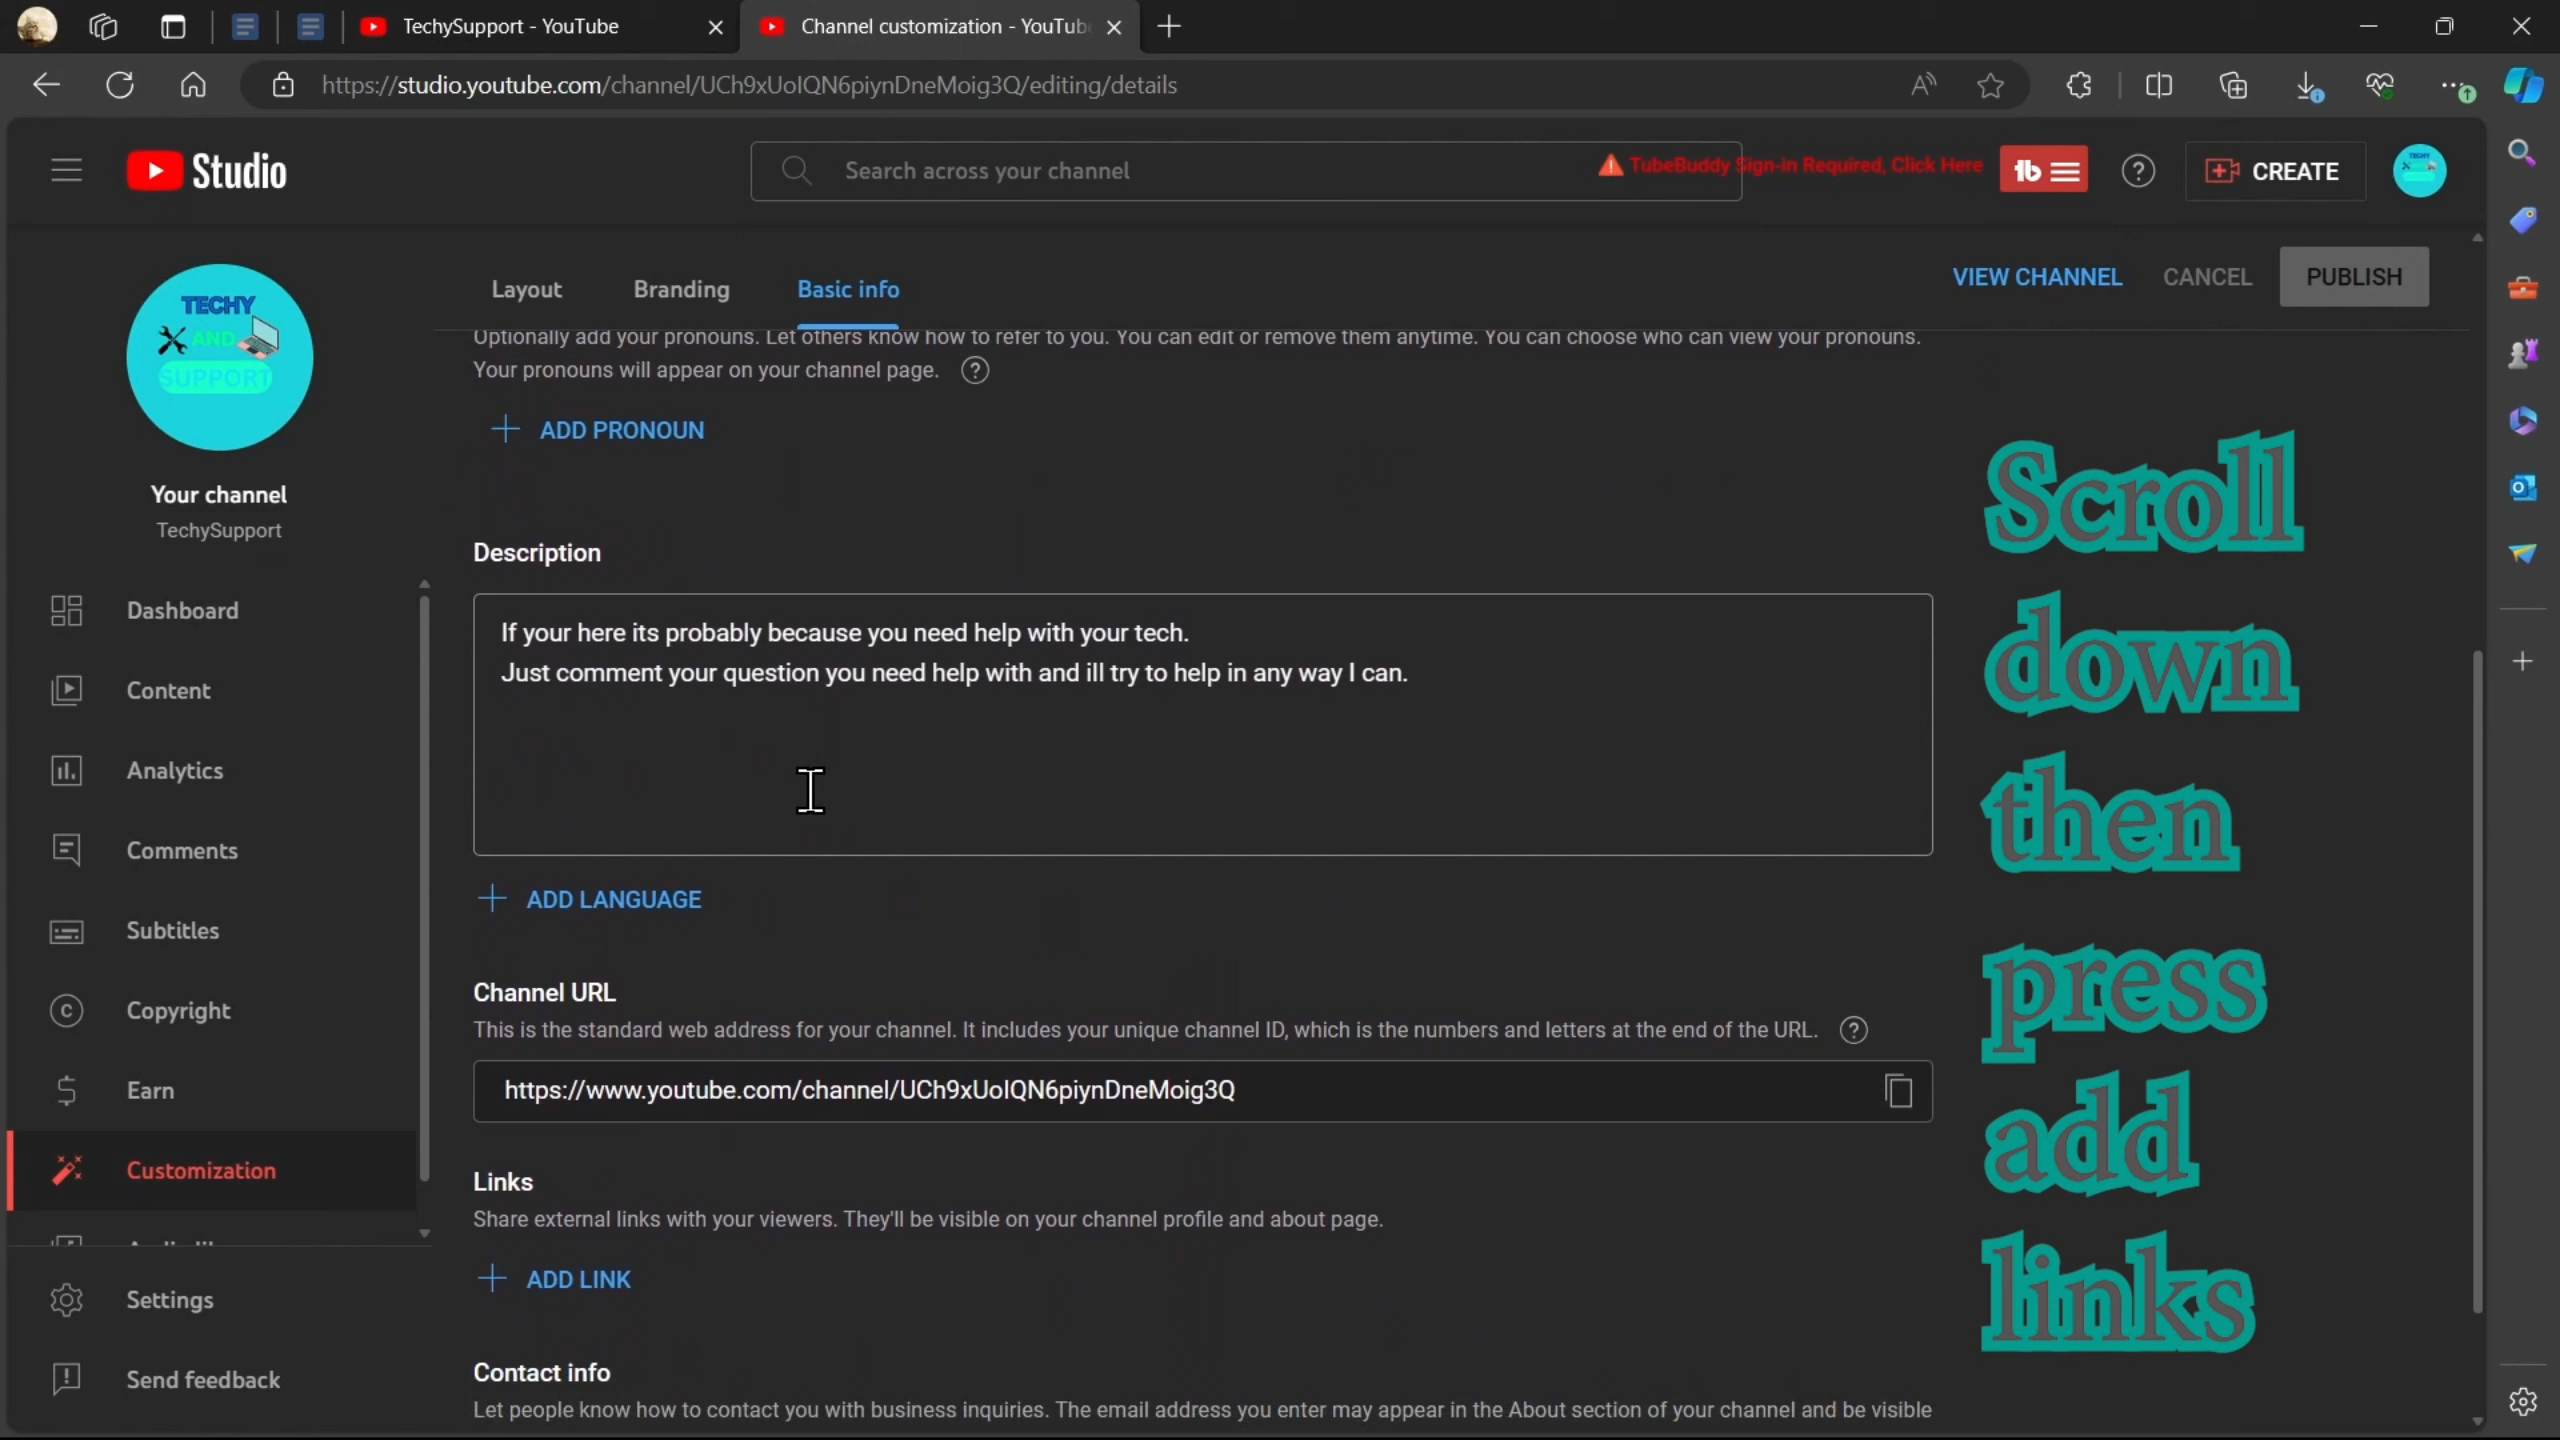 TechySupport - YouTube
Channel customization - YouTub
https://studio.youtube.com/channel/UCh9xUoIQN6piynDneMoig3Q/editing/details
Studio
Search across your channel
TubeBuddy Sign-in Required, Click Here
tb
CREATE
TECHY
AND
SUPPORT
Your channel
TechySupport
Dashboard
Content
Analytics
Comments
Subtitles
Copyright
Earn
Customization
Settings
Send feedback
Layout
Branding
Basic info
VIEW CHANNEL
CANCEL
PUBLISH
Optionally add your pronouns. Let others know how to refer to you. You can edit or remove them anytime. You can choose who can view your pronouns.
Your pronouns will appear on your channel page.
ADD PRONOUN
Description
If your here its probably because you need help with your tech.
Just comment your question you need help with and ill try to help in any way I can.
ADD LANGUAGE
Channel URL
This is the standard web address for your channel. It includes your unique channel ID, which is the numbers and letters at the end of the URL.
https://www.youtube.com/channel/UCh9xUoIQN6piynDneMoig3Q
Links
Share external links with your viewers. They'll be visible on your channel profile and about page.
ADD LINK
Contact info
Let people know how to contact you with business inquiries. The email address you enter may appear in the About section of your channel and be visible
Scroll
down
then
press
add
links